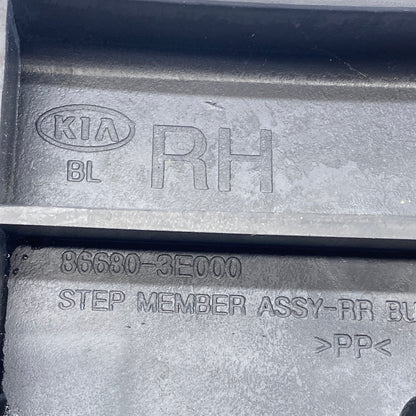 KIA RH
BL
86680-3E000
STEP MEMBER ASSY-RR BU
>PP<